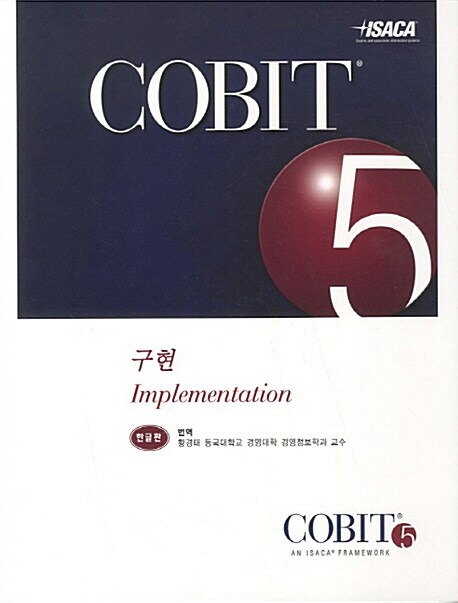 ISACA®
COBIT®
5
구현
Implementation
한글판
번역
황경태 동국대학교 경영대학 경영정보학과 교수
COBIT® 5
AN ISACA® FRAMEWORK